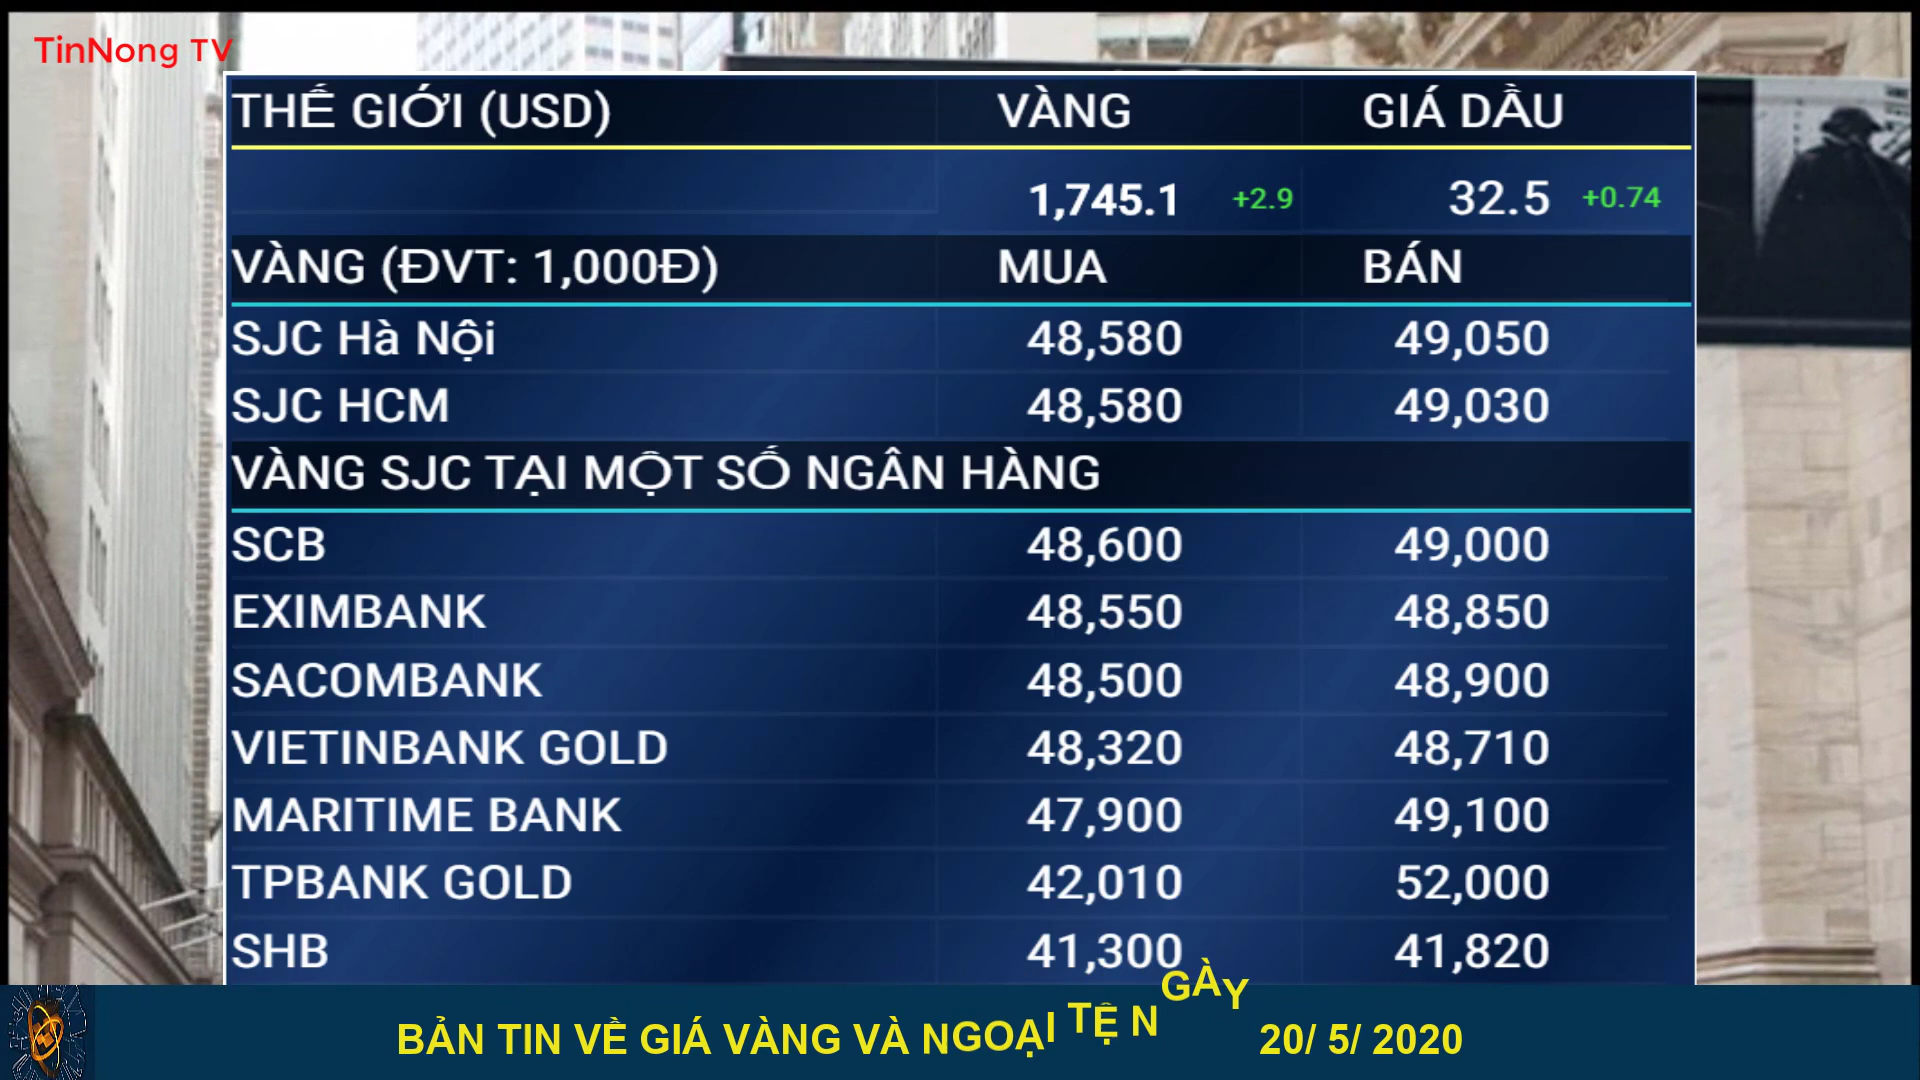 TinNong TV
THẾ GIỚI (USD) VÀNG GIÁ DẦU
1,745.1 +2.9 32.5 +0.74
VÀNG (ĐVT: 1,000Đ) MUA BÁN
SJC Hà Nội 48,580 49,050
SJC HCM 48,580 49,030
VÀNG SJC TẠI MỘT SỐ NGÂN HÀNG
SCB 48,600 49,000
EXIMBANK 48,550 48,850
SACOMBANK 48,500 48,900
VIETINBANK GOLD 48,320 48,710
MARITIME BANK 47,900 49,100
TPBANK GOLD 42,010 52,000
SHB 41,300 41,820
BẢN TIN VỀ GIÁ VÀNG VÀ NGOẠI TỆ NGÀY 20/ 5/ 2020